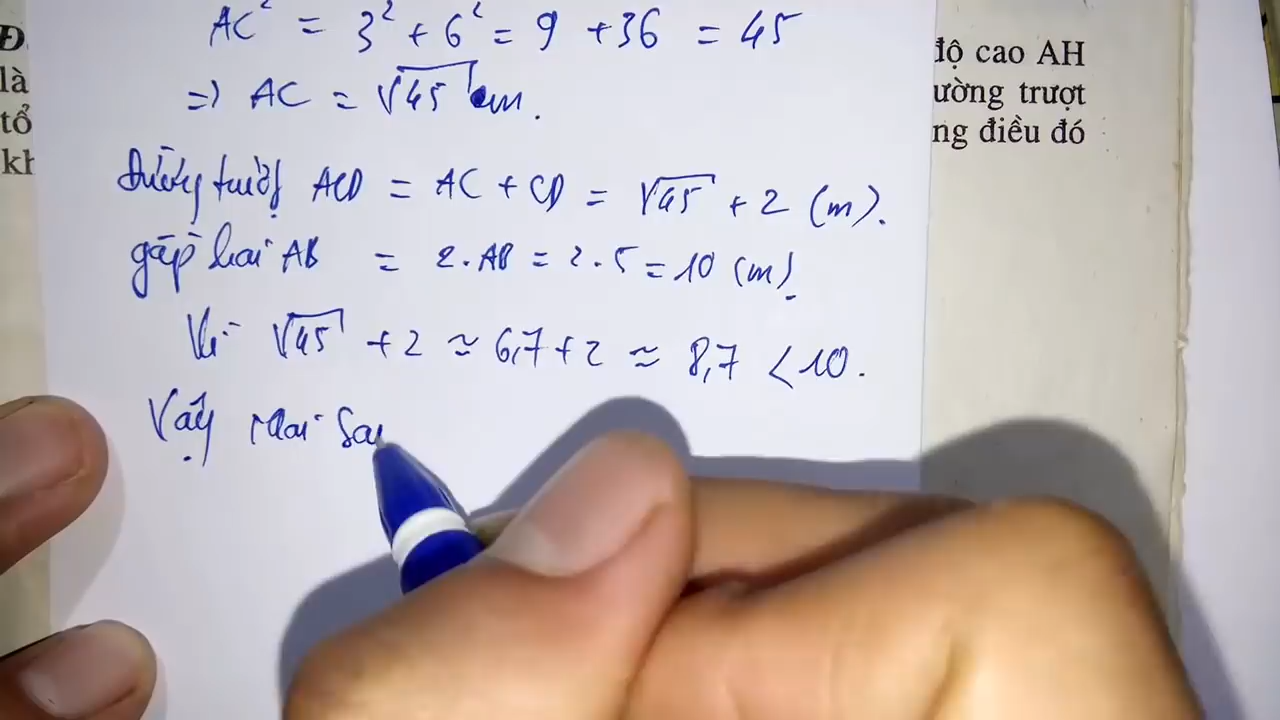 AC² = 3² + 6² = 9 + 36 = 45
=> AC = √45 m.
Đường trượt ACD = AC + CD = √45 + 2 (m).
gấp hai AB = 2.AB = 2.5 = 10 (m).
Vì √45 + 2 ≈ 6,7 + 2 ≈ 8,7 < 10.
Vậy Mai Sai
Đ
là
tổ
kh
độ cao AH
ường trượt
ng điều đó